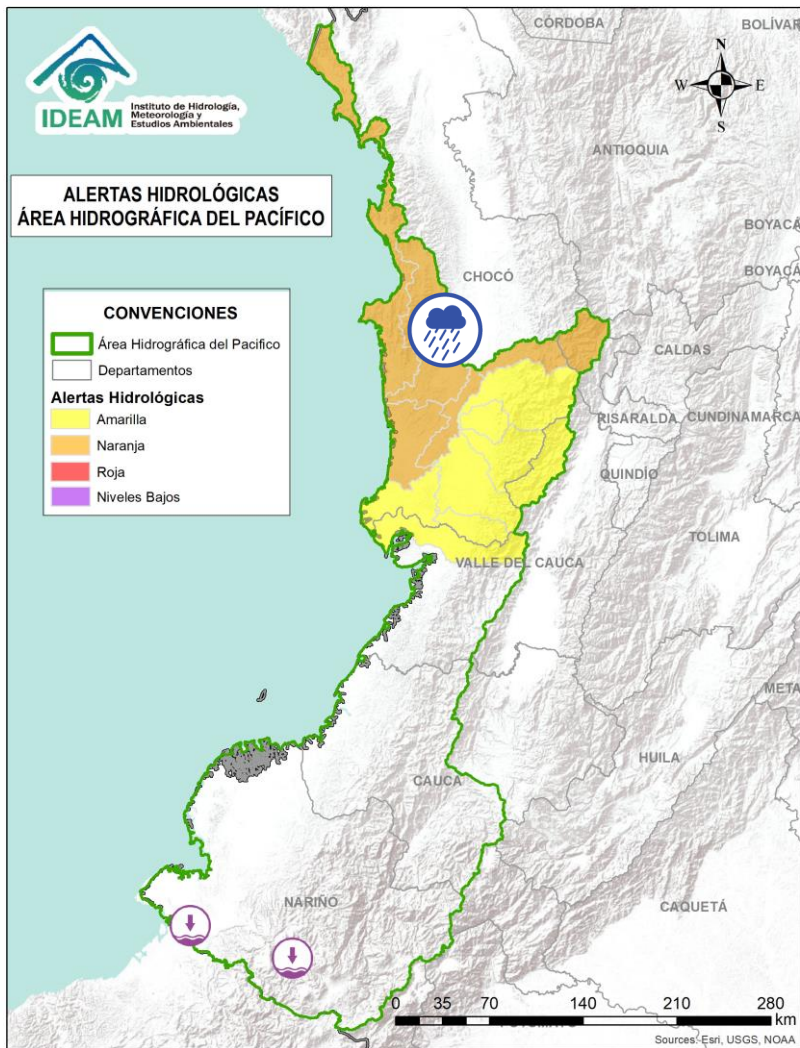 CÓRDOBA
BOLÍVAR
N
W
E
S
IDEAM
Instituto de Hidrología,
Meteorología y
Estudios Ambientales
ANTIOQUIA
ALERTAS HIDROLÓGICAS
ÁREA HIDROGRÁFICA DEL PACÍFICO
BOYACÁ
BOYACÁ
CHOCÓ
CONVENCIONES
Área Hidrográfica del Pacifico
Departamentos
Alertas Hidrológicas
Amarilla
Naranja
Roja
Niveles Bajos
CALDAS
RISARALDA
CUNDINAMARCA
QUINDÍO
TOLIMA
VALLE DEL CAUCA
META
HUILA
CAUCA
NARIÑO
CAQUETÁ
0 35 70 140 210 280
km
Sources: Esri, USGS, NOAA